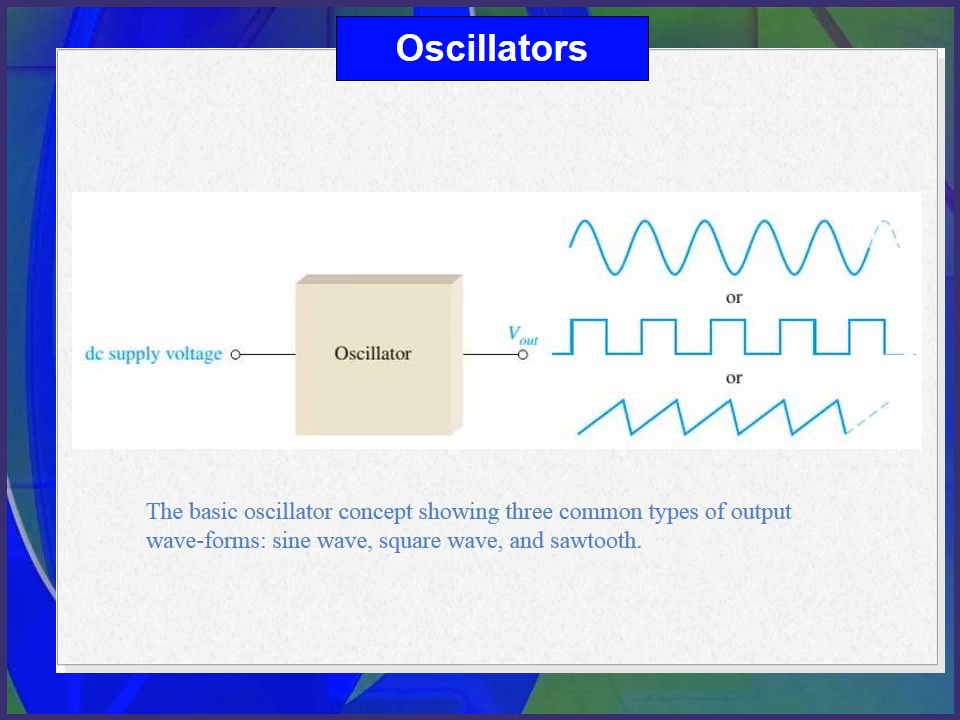 Oscillators
dc supply voltage
Oscillator
Vout
or
or
The basic oscillator concept showing three common types of output
wave-forms: sine wave, square wave, and sawtooth.